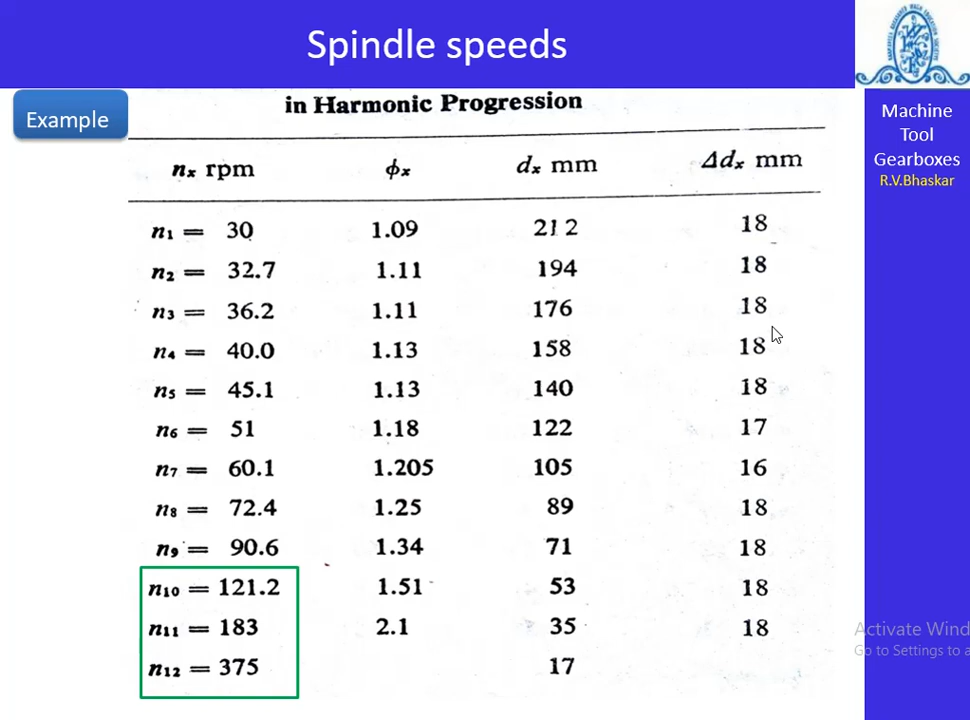 Spindle speeds
Example
in Harmonic Progression
Machine
Tool
Gearboxes
R.V.Bhaskar
nₓ rpm ϕₓ dₓ mm Δdₓ mm
n₁ = 30 1.09 212 18
n₂ = 32.7 1.11 194 18
n₃ = 36.2 1.11 176 18
n₄ = 40.0 1.13 158 18
n₅ = 45.1 1.13 140 18
n₆ = 51 1.18 122 17
n₇ = 60.1 1.205 105 16
n₈ = 72.4 1.25 89 18
n₉ = 90.6 1.34 71 18
n₁₀ = 121.2 1.51 53 18
n₁₁ = 183 2.1 35 18
n₁₂ = 375 17
Activate Wind
Go to Settings to a